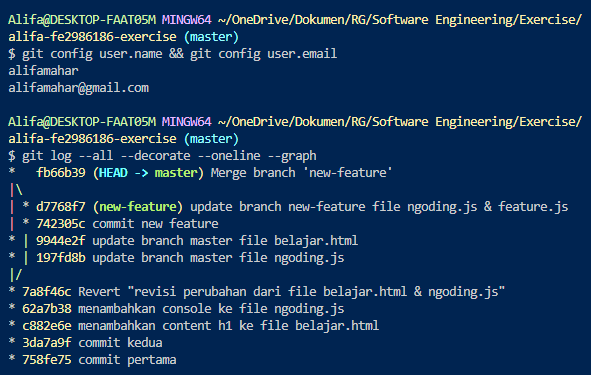 Alifa@DESKTOP-FAAT05M MINGW64 ~/OneDrive/Dokumen/RG/Software Engineering/Exercise/
alifa-fe2986186-exercise (master)
$ git config user.name && git config user.email
alifamahar
alifamahar@gmail.com

Alifa@DESKTOP-FAAT05M MINGW64 ~/OneDrive/Dokumen/RG/Software Engineering/Exercise/
alifa-fe2986186-exercise (master)
$ git log --all --decorate --oneline --graph
*   fb66b39 (HEAD -> master) Merge branch 'new-feature'
|\
| * d7768f7 (new-feature) update branch new-feature file ngoding.js & feature.js
| * 742305c commit new feature
* | 9944e2f update branch master file belajar.html
* | 197fd8b update branch master file ngoding.js
|/
* 7a8f46c Revert "revisi perubahan dari file belajar.html & ngoding.js"
* 62a7b38 menambahkan console ke file ngoding.js
* c882e6e menambahkan content h1 ke file belajar.html
* 3da7a9f commit kedua
* 758fe75 commit pertama